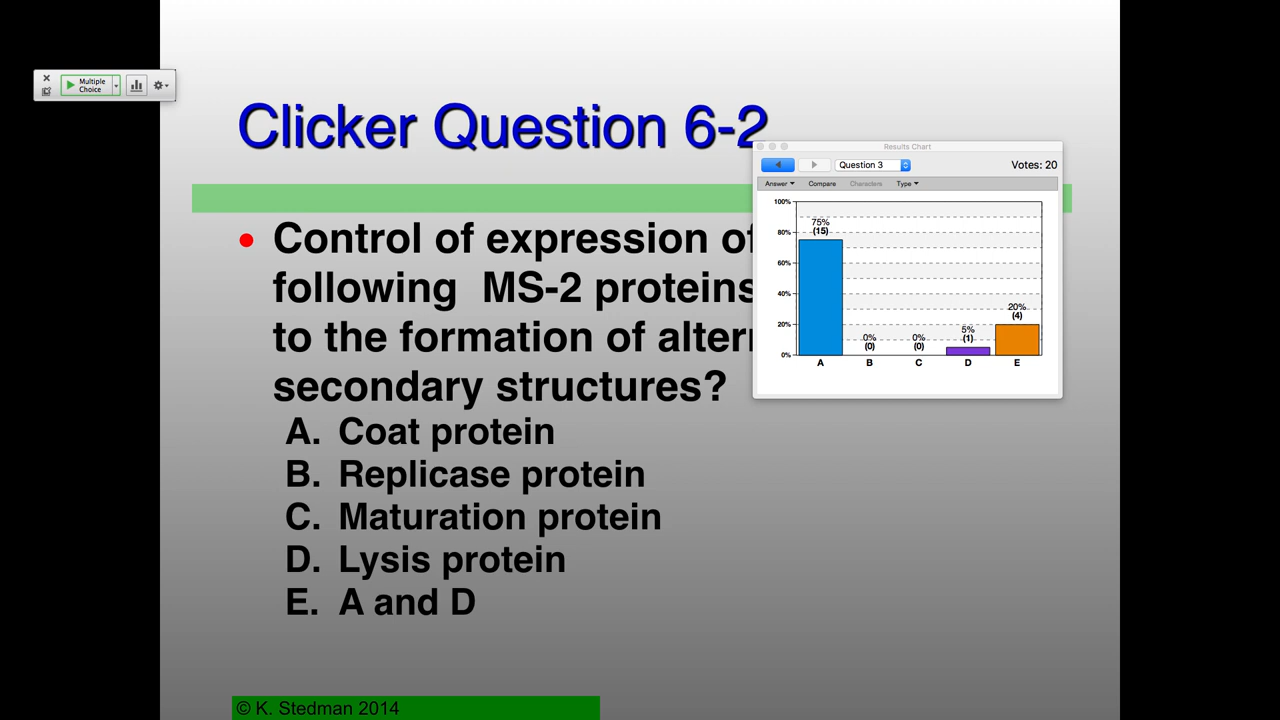 Multiple
Choice
Clicker Question 6-2
Results Chart
Question 3
Votes: 20
Answer
Compare
Characters
Type
100%
80%
60%
40%
20%
0%
75%
(15)
0%
(0)
0%
(0)
5%
(1)
20%
(4)
A B C D E
Control of expression of
following MS-2 proteins
to the formation of
secondary structures?
A. Coat protein
B. Replicase protein
C. Maturation protein
D. Lysis protein
E. A and D
© K. Stedman 2014